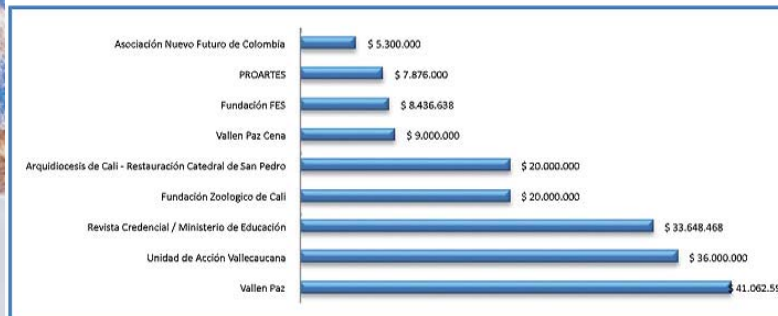 Asociación Nuevo Futuro de Colombia $ 5.300.000
PROARTES $ 7.876.000
Fundación FES $ 8.436.638
Vallen Paz Cena $ 9.000.000
Arquidiocesis de Cali - Restauración Catedral de San Pedro $ 20.000.000
Fundación Zoologico de Cali $ 20.000.000
Revista Credencial / Ministerio de Educación $ 33.648.468
Unidad de Acción Vallecaucana $ 36.000.000
Vallen Paz $ 41.062.59